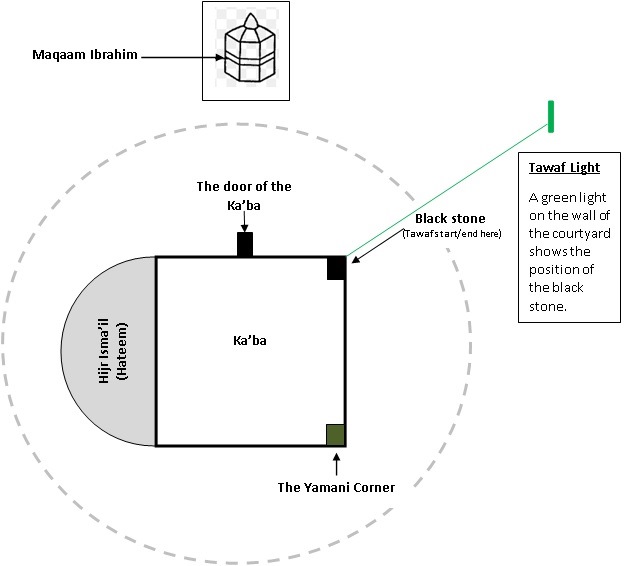 Maqaam Ibrahim
The door of the
Ka’ba
Black stone
(Tawaf start/end here)
Tawaf Light
A green light
on the wall of
the courtyard
shows the
position of
the black
stone.
Hijr Isma’il
(Hateem)
Ka’ba
The Yamani Corner